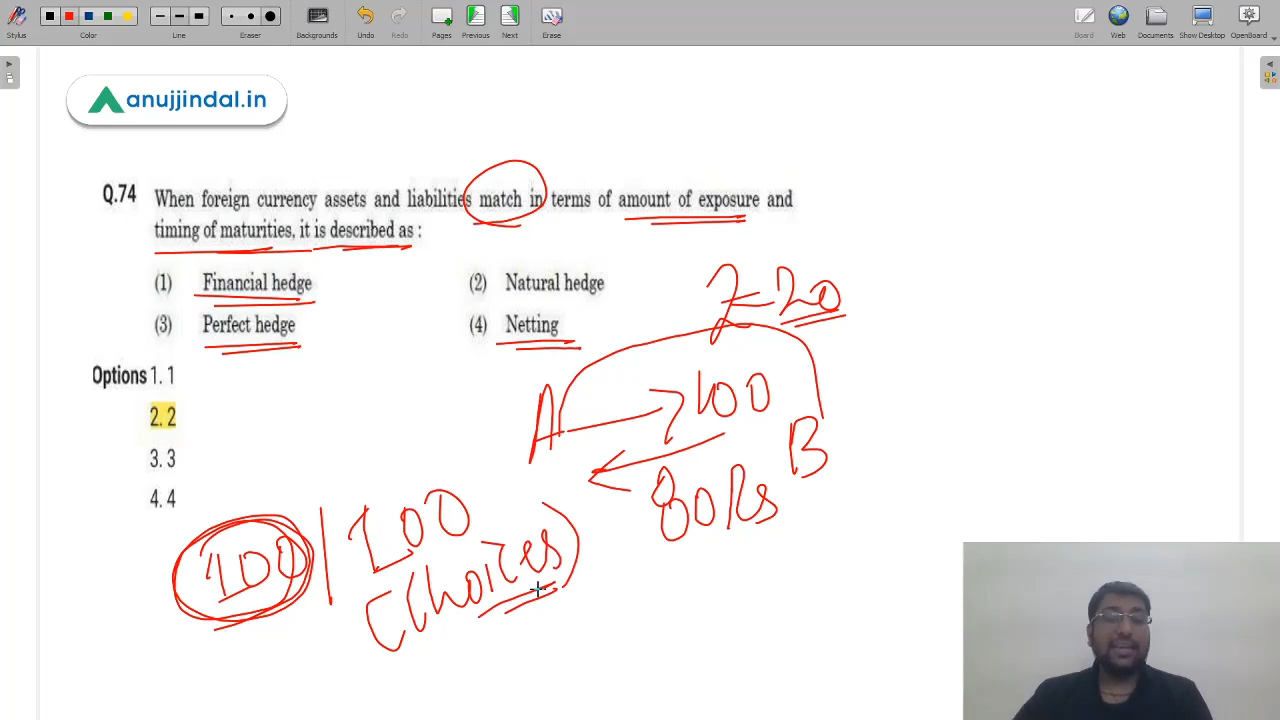 Stylus Color Line Eraser Backgrounds Undo Redo Pages Previous Next Erase Board Web Documents Show Desktop OpenBoard
anujjindal.in
Q.74 When foreign currency assets and liabilities match in terms of amount of exposure and
timing of maturities, it is described as :
(1) Financial hedge (2) Natural hedge
(3) Perfect hedge (4) Netting
Options 1. 1
2. 2
3. 3
4. 4
₹ 20
A 100 B
80 Rs
100 | 100
(choices)